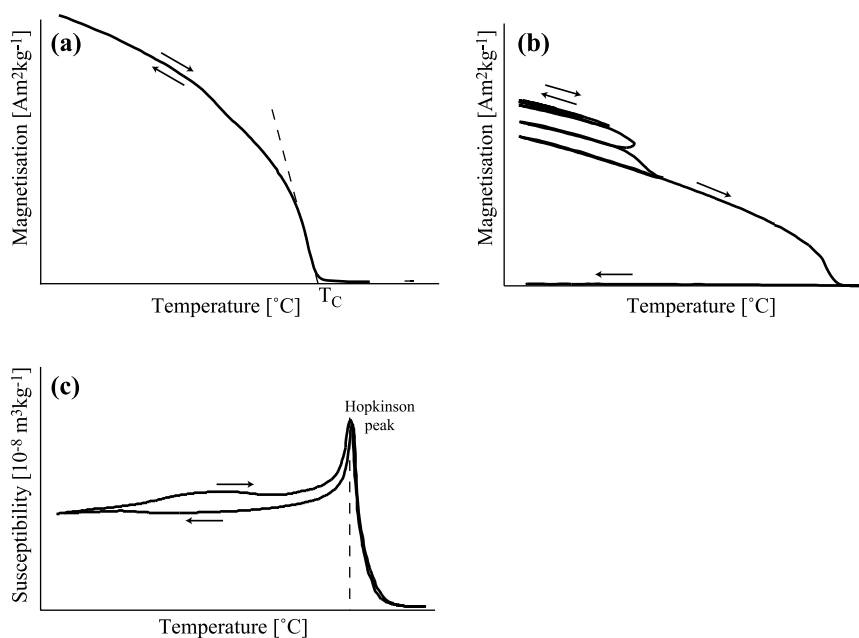 (a)
Magnetisation [Am²kg⁻¹]
Temperature [˚C]
T_C
(b)
Magnetisation [Am²kg⁻¹]
Temperature [˚C]
(c)
Susceptibility [10⁻⁸ m³kg⁻¹]
Hopkinson
peak
Temperature [˚C]